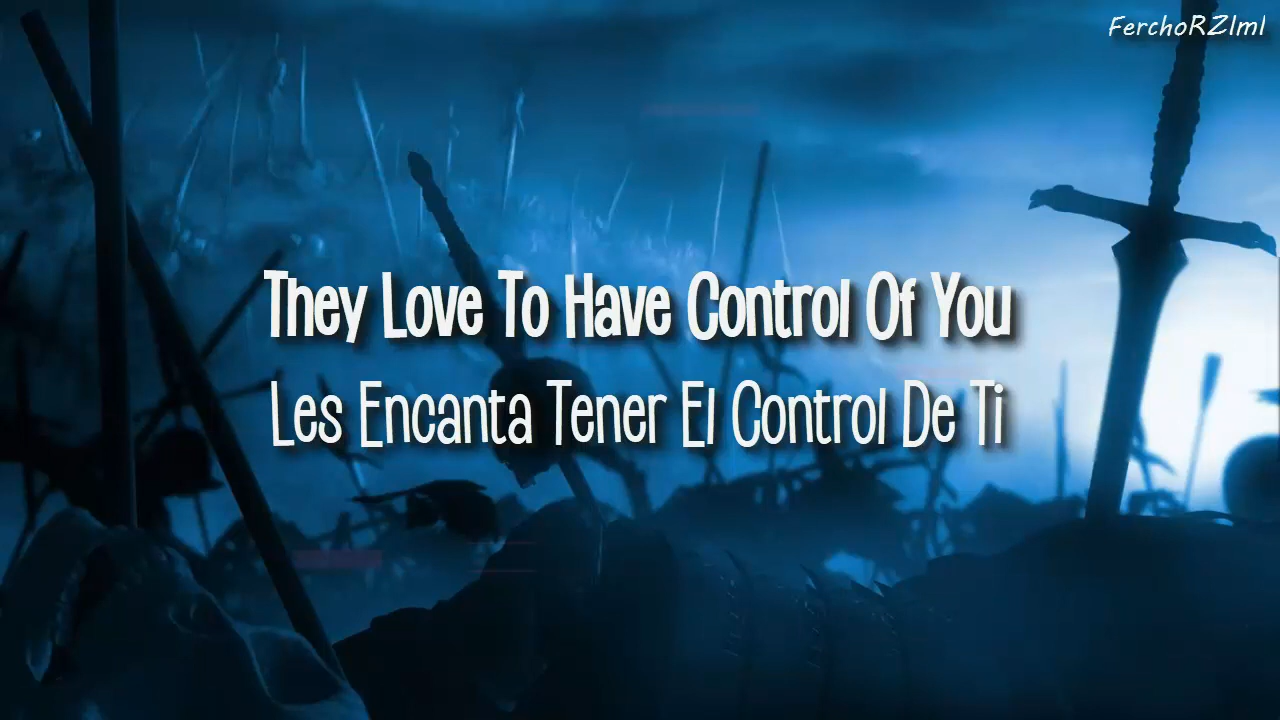 FerchoRZlml
They Love To Have Control Of You
Les Encanta Tener El Control De Ti